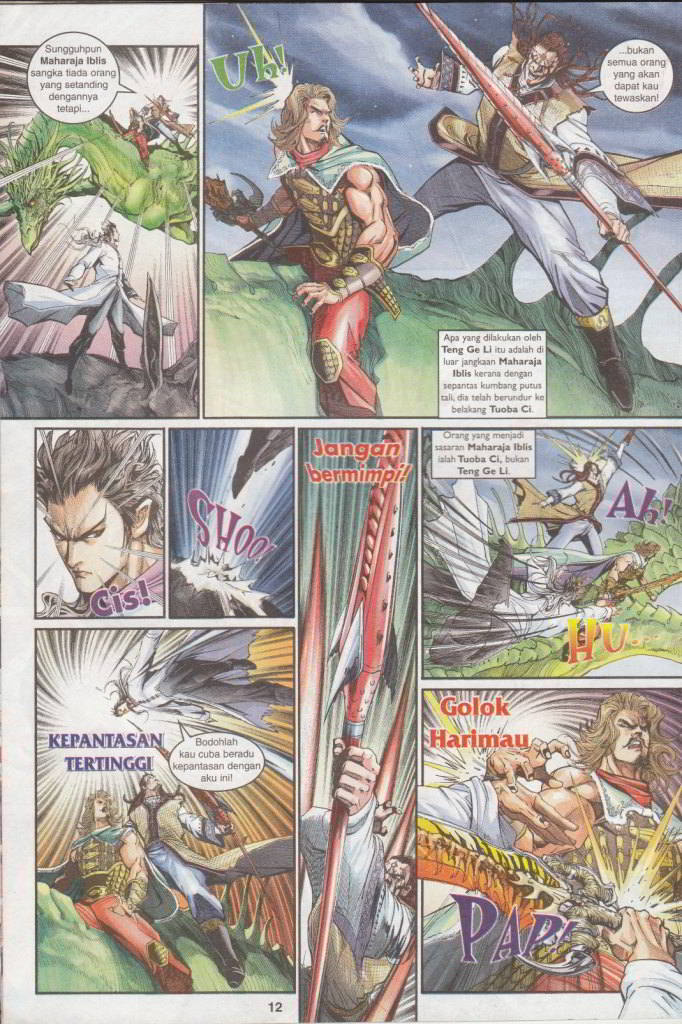 Sungguhpun
Maharaja Iblis
sangka tiada orang
yang setanding
dengannya
tetapi...
Uh!
...bukan
semua orang
yang akan
dapat kau
tewaskan!
Apa yang dilakukan oleh
Teng Ge Li itu adalah di
luar jangkaan Maharaja
Iblis kerana dengan
sepantas kumbang putus
tali, dia telah berundur ke
belakang Tuoba Ci.
Cis!
SHOO!
Jangan
bermimpi!
Orang yang menjadi
sasaran Maharaja Iblis
ialah Tuoba Ci, bukan
Teng Ge Li.
Ah!
HU...
KEPANTASAN
TERTINGGI
Bodohlah
kau cuba beradu
kepantasan dengan
aku ini!
Golok
Harimau
PAP!
12